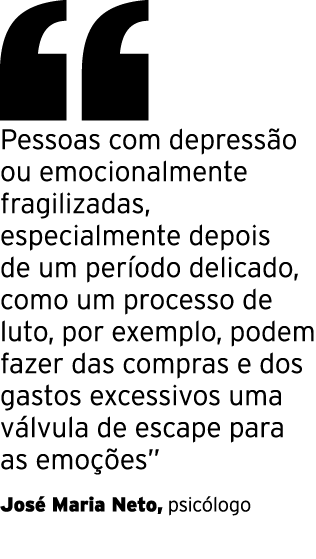 “
Pessoas com depressão
ou emocionalmente
fragilizadas,
especialmente depois
de um período delicado,
como um processo de
luto, por exemplo, podem
fazer das compras e dos
gastos excessivos uma
válvula de escape para
as emoções”
José Maria Neto, psicólogo